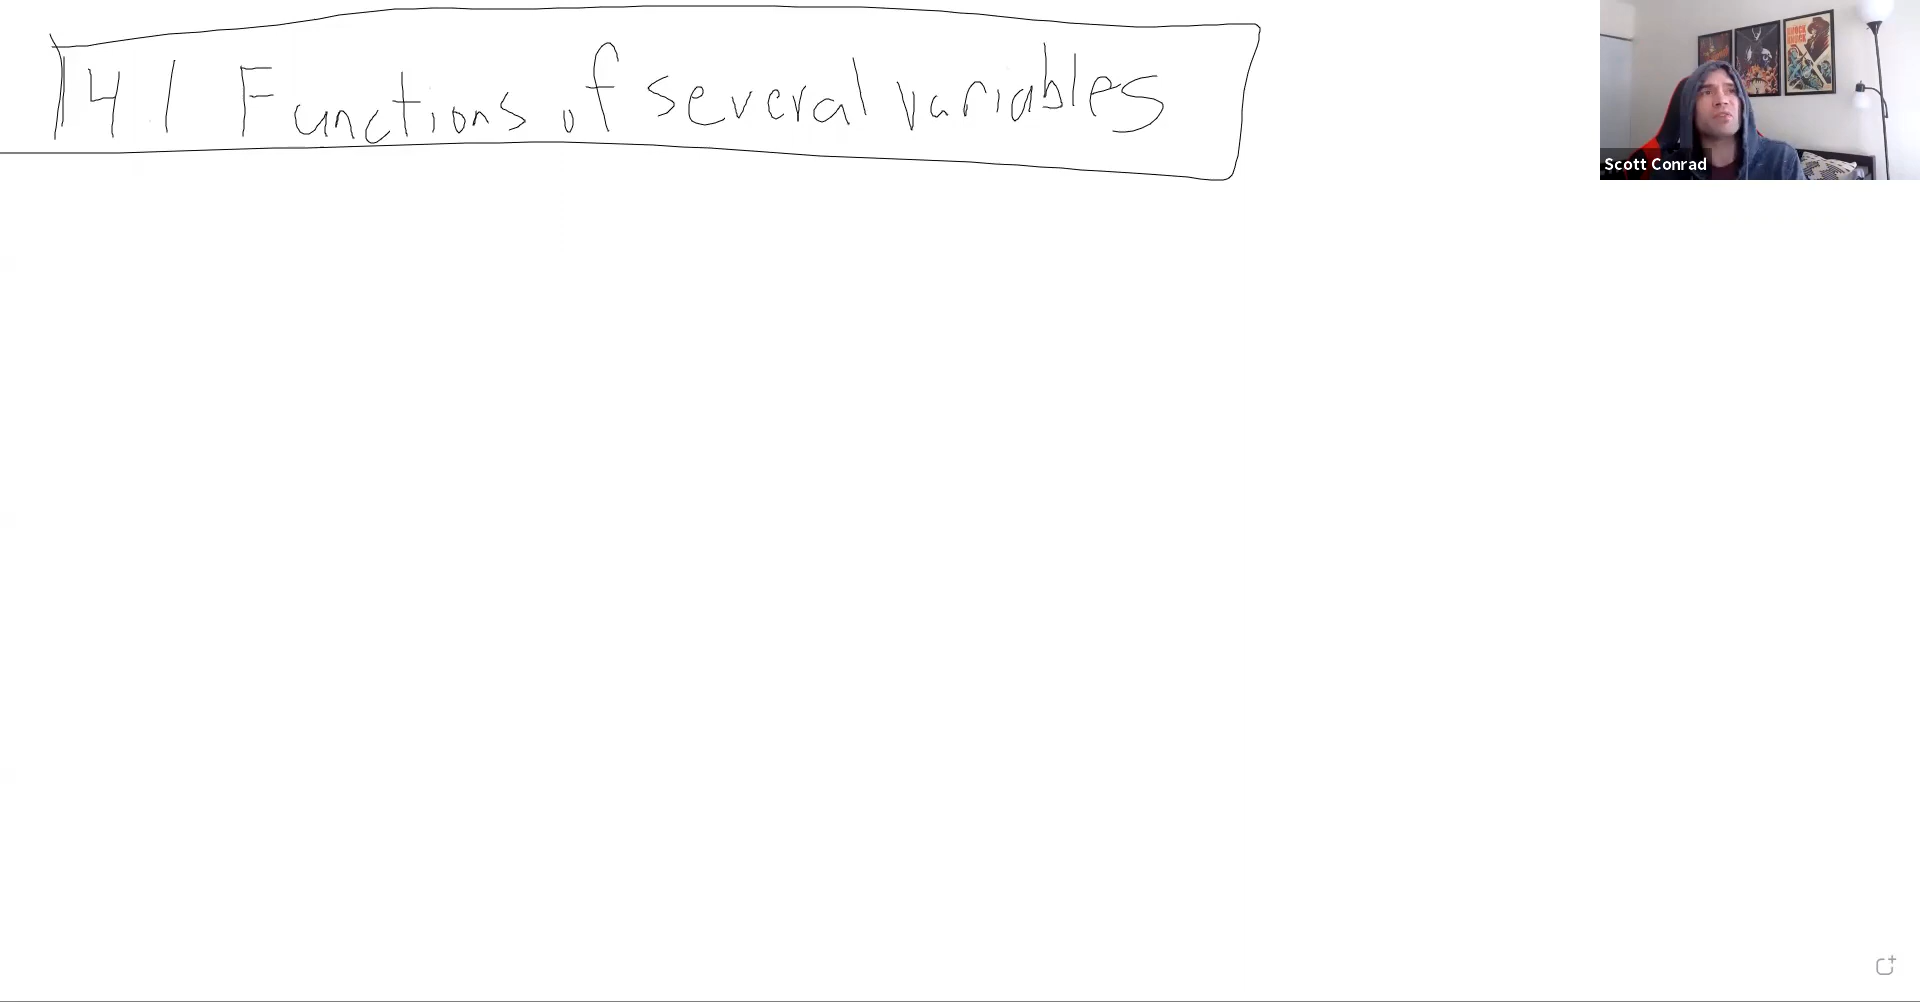 14.1 Functions of several variables
Scott Conrad